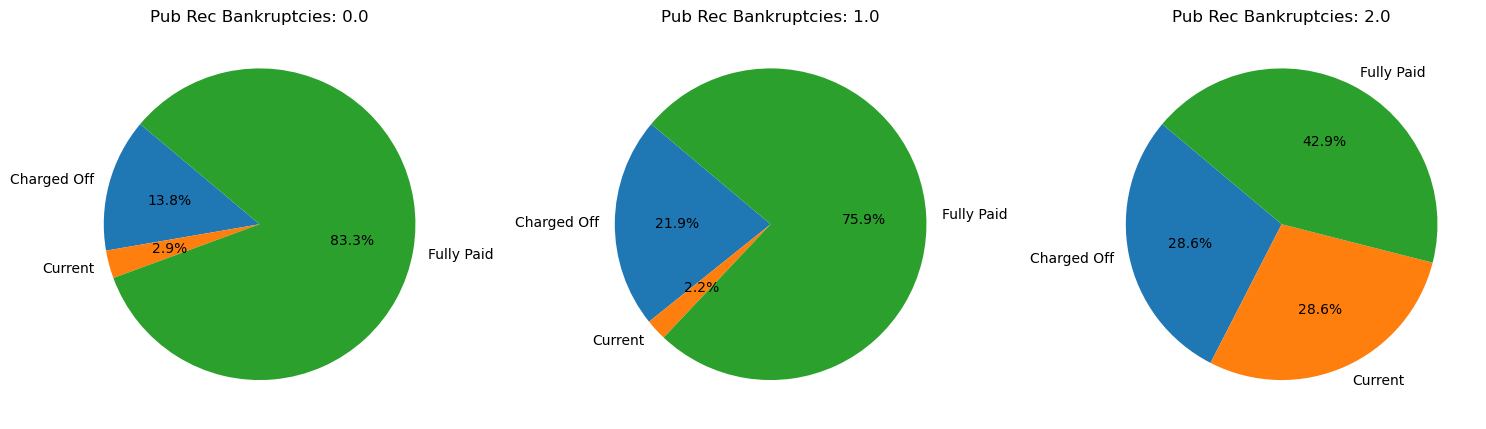 Pub Rec Bankruptcies: 0.0
Charged Off
13.8%
2.9%
Current
83.3%
Fully Paid
Pub Rec Bankruptcies: 1.0
Charged Off
21.9%
2.2%
Current
75.9%
Fully Paid
Pub Rec Bankruptcies: 2.0
Fully Paid
42.9%
Charged Off
28.6%
28.6%
Current